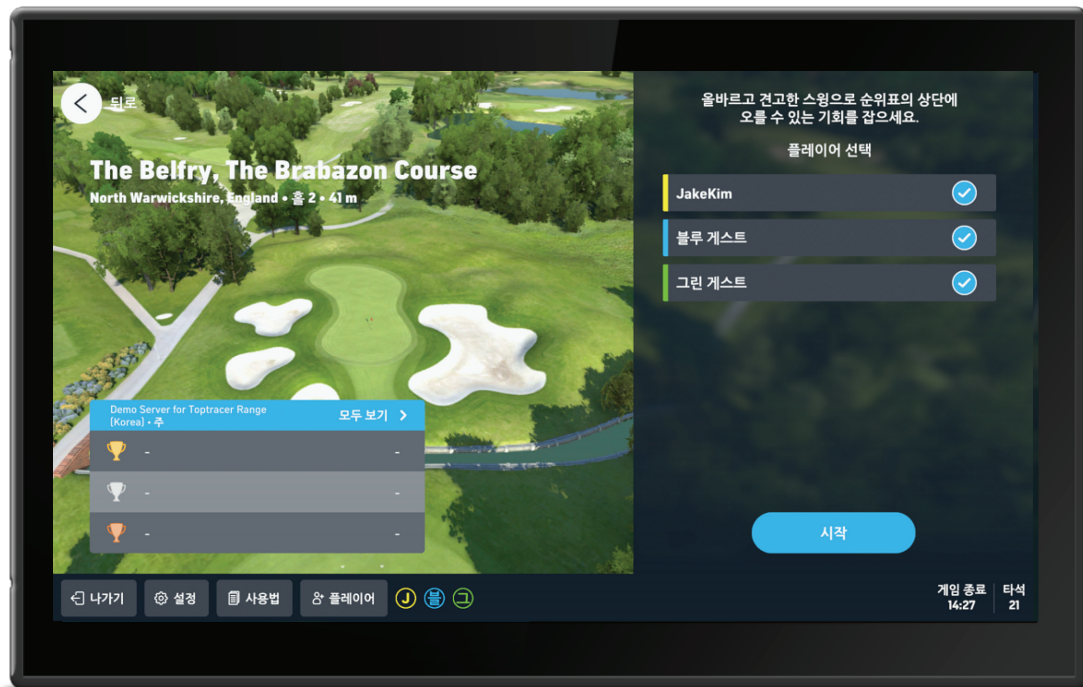 뒤로
The Belfry, The Brabazon Course
North Warwickshire, England • 홀 2 • 41 m
Demo Server for Toptracer Range
(Korea) • 주
모두 보기
-
-
-
-
-
-
올바르고 견고한 스윙으로 순위표의 상단에
오를 수 있는 기회를 잡으세요.
플레이어 선택
JakeKim
블루 게스트
그린 게스트
시작
나가기
설정
사용법
플레이어
J
블
그
게임 종료
14:27
타석
21